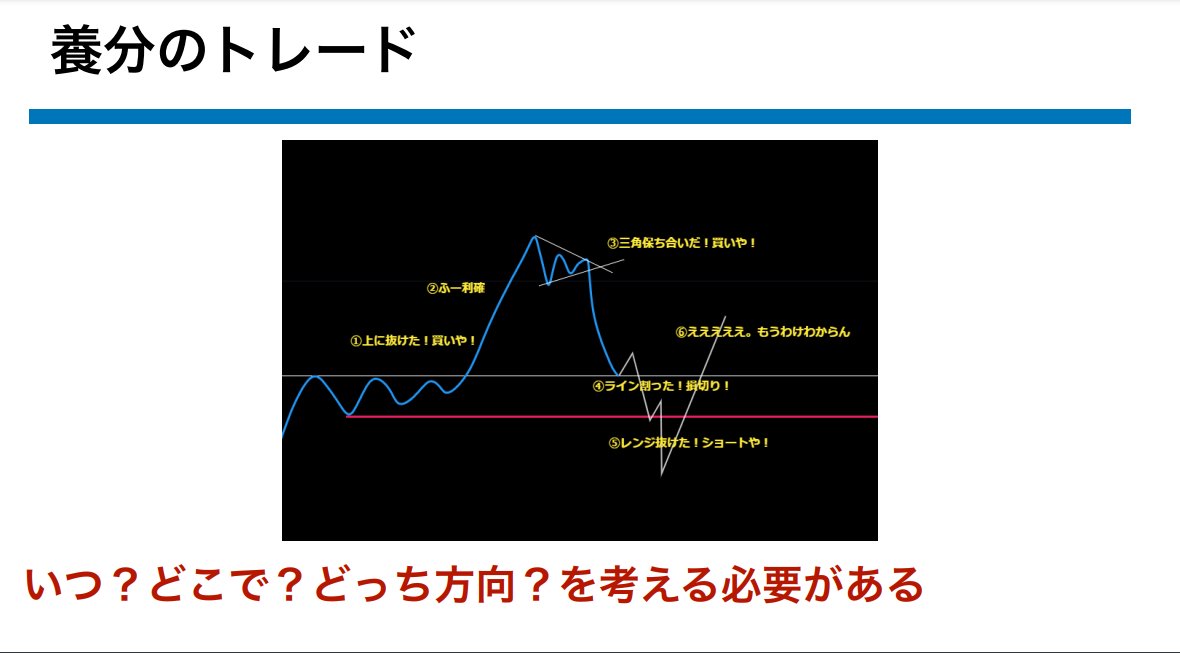 養分のトレード
③三角保ち合いだ！買いや！
②ふー利確
⑥えええええ。もうわけわからん
①上に抜けた！買いや！
④ライン割った！損切り！
⑤レンジ抜けた！ショートや！
いつ？どこで？どっち方向？を考える必要がある